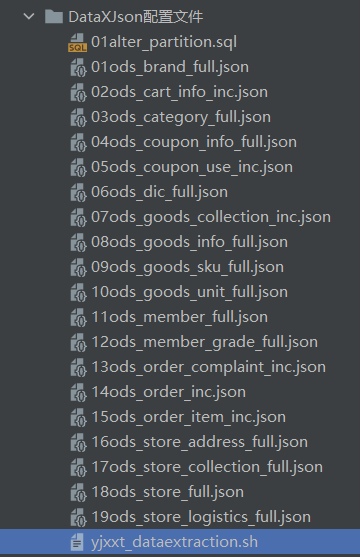 DataXJson配置文件
01alter_partition.sql
01ods_brand_full.json
02ods_cart_info_inc.json
03ods_category_full.json
04ods_coupon_info_full.json
05ods_coupon_use_inc.json
06ods_dic_full.json
07ods_goods_collection_inc.json
08ods_goods_info_full.json
09ods_goods_sku_full.json
10ods_goods_unit_full.json
11ods_member_full.json
12ods_member_grade_full.json
13ods_order_complaint_inc.json
14ods_order_inc.json
15ods_order_item_inc.json
16ods_store_address_full.json
17ods_store_collection_full.json
18ods_store_full.json
19ods_store_logistics_full.json
yjxxt_dataextraction.sh